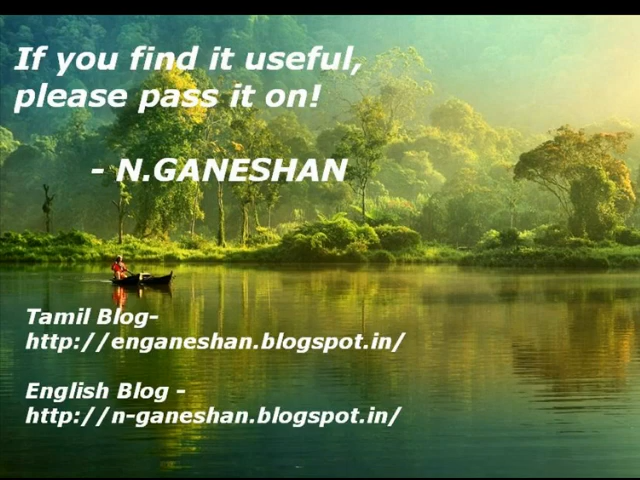 If you find it useful,
please pass it on!
- N.GANESHAN
Tamil Blog-
http://enganeshan.blogspot.in/
English Blog -
http://n-ganeshan.blogspot.in/